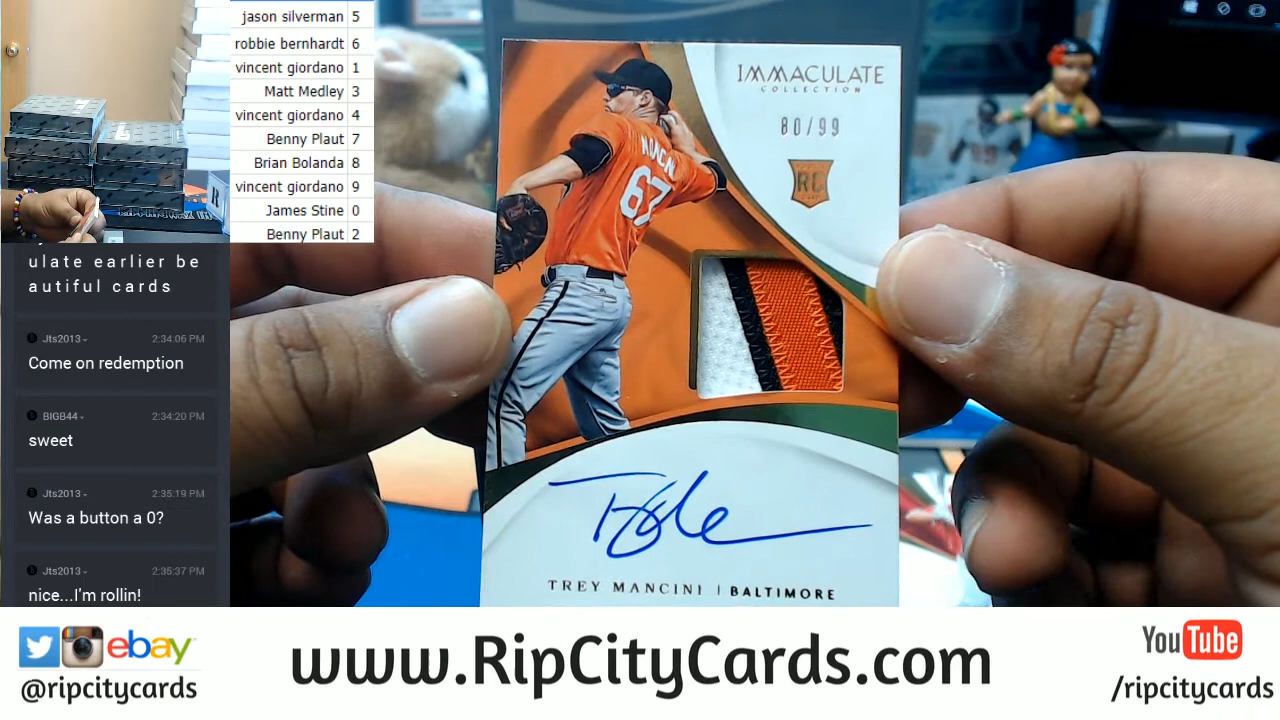 jason silverman 5
robbie bernhardt 6
vincent giordano 1
Matt Medley 3
vincent giordano 4
Benny Plaut 7
Brian Bolanda 8
vincent giordano 9
James Stine 0
Benny Plaut 2
ulate earlier be
autiful cards
Jts2013 2:34:06 PM
Come on redemption
BIGB44 2:34:20 PM
sweet
Jts2013 2:35:19 PM
Was a button a 0?
Jts2013 2:35:37 PM
nice...I'm rollin!
IMMACULATE
COLLECTION
80/99
RC
67
TREY MANCINI | BALTIMORE
ebay
@ripcitycards
www.RipCityCards.com
YouTube
/ripcitycards